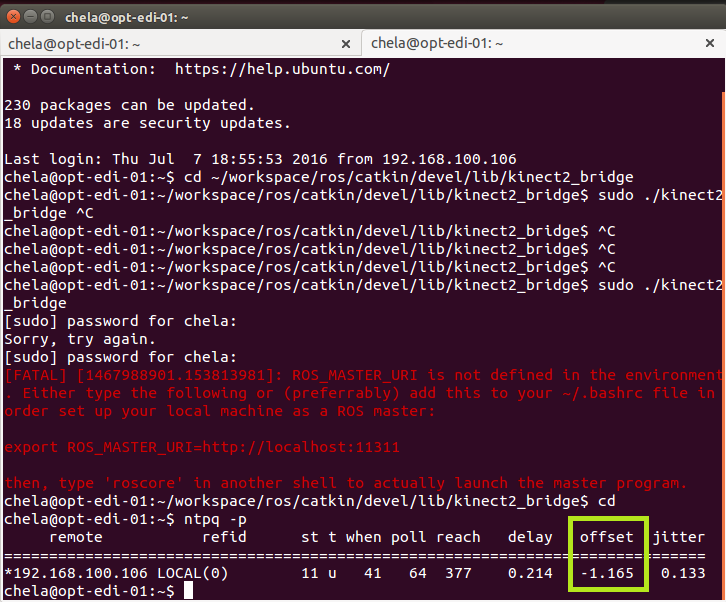 chela@opt-edi-01: ~
chela@opt-edi-01: ~ × chela@opt-edi-01: ~ ×
* Documentation:  https://help.ubuntu.com/
230 packages can be updated.
18 updates are security updates.
Last login: Thu Jul  7 18:55:53 2016 from 192.168.100.106
chela@opt-edi-01:~$ cd ~/workspace/ros/catkin/devel/lib/kinect2_bridge
chela@opt-edi-01:~/workspace/ros/catkin/devel/lib/kinect2_bridge$ sudo ./kinect2
_bridge ^C
chela@opt-edi-01:~/workspace/ros/catkin/devel/lib/kinect2_bridge$ ^C
chela@opt-edi-01:~/workspace/ros/catkin/devel/lib/kinect2_bridge$ ^C
chela@opt-edi-01:~/workspace/ros/catkin/devel/lib/kinect2_bridge$ ^C
chela@opt-edi-01:~/workspace/ros/catkin/devel/lib/kinect2_bridge$ sudo ./kinect2
_bridge
[sudo] password for chela:
Sorry, try again.
[sudo] password for chela:
[FATAL] [1467988901.153813981]: ROS_MASTER_URI is not defined in the environment
. Either type the following or (preferrably) add this to your ~/.bashrc file in
order set up your local machine as a ROS master:
export ROS_MASTER_URI=http://localhost:11311
then, type 'roscore' in another shell to actually launch the master program.
chela@opt-edi-01:~/workspace/ros/catkin/devel/lib/kinect2_bridge$ cd
chela@opt-edi-01:~$ ntpq -p
remote           refid      st t when poll reach   delay   offset  jitter
==============================================================================
*192.168.100.106 LOCAL(0)        11 u   41   64  377    0.214   -1.165   0.133
chela@opt-edi-01:~$